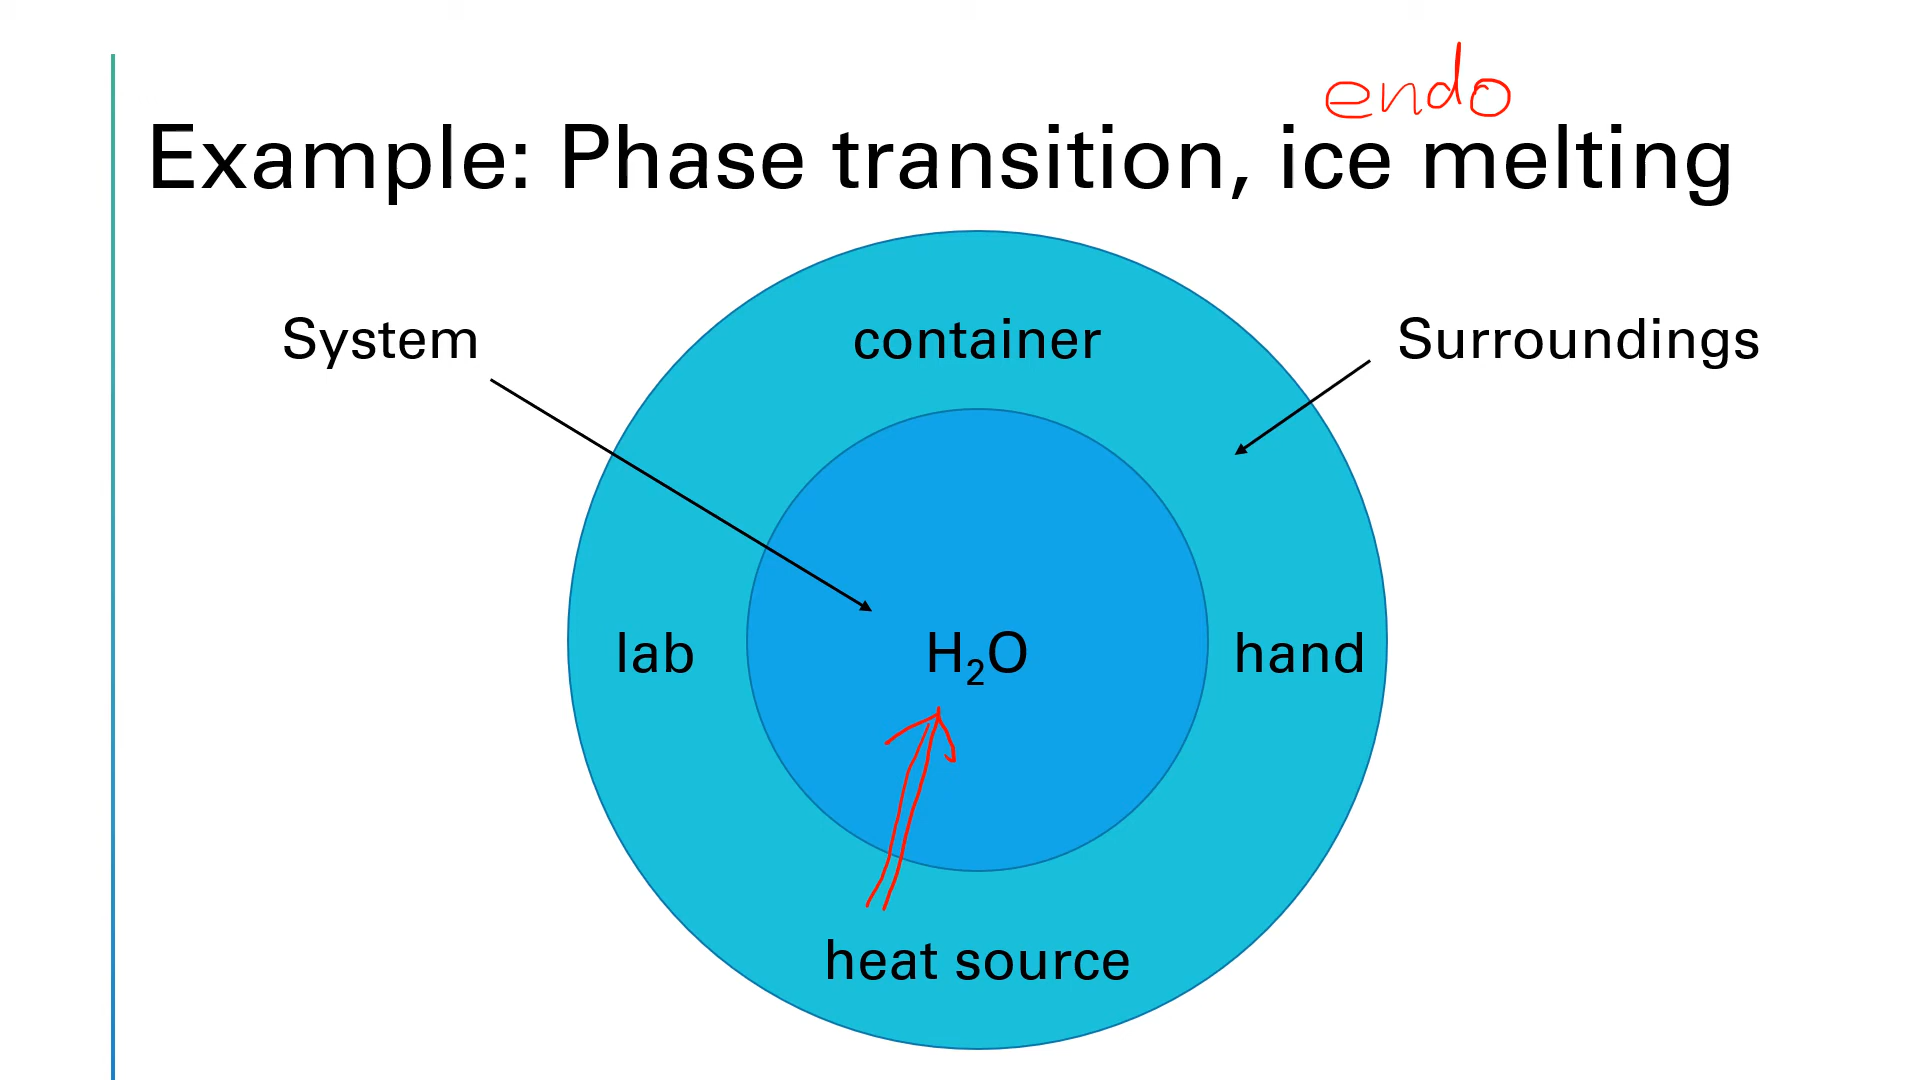 endo
Example: Phase transition, ice melting
System
container
Surroundings
lab
H₂O
hand
heat source